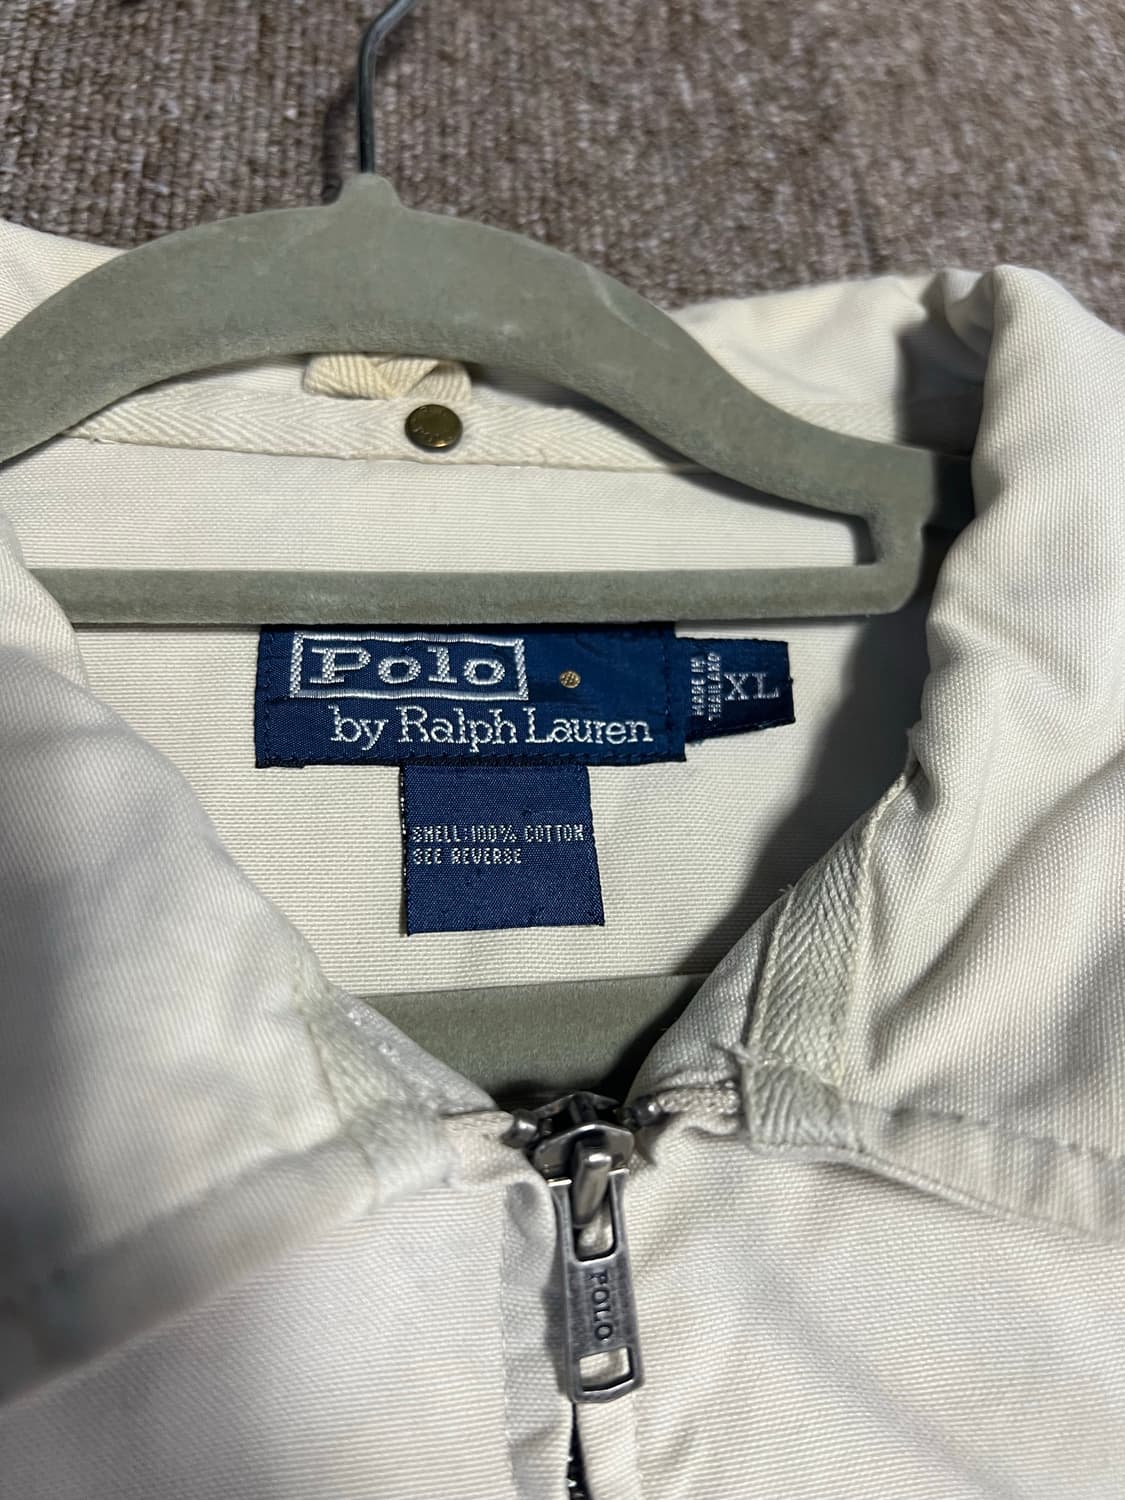 Polo
by Ralph Lauren
MADE IN
THAILAND
XL
SHELL:100% COTTON
SEE REVERSE
POLO